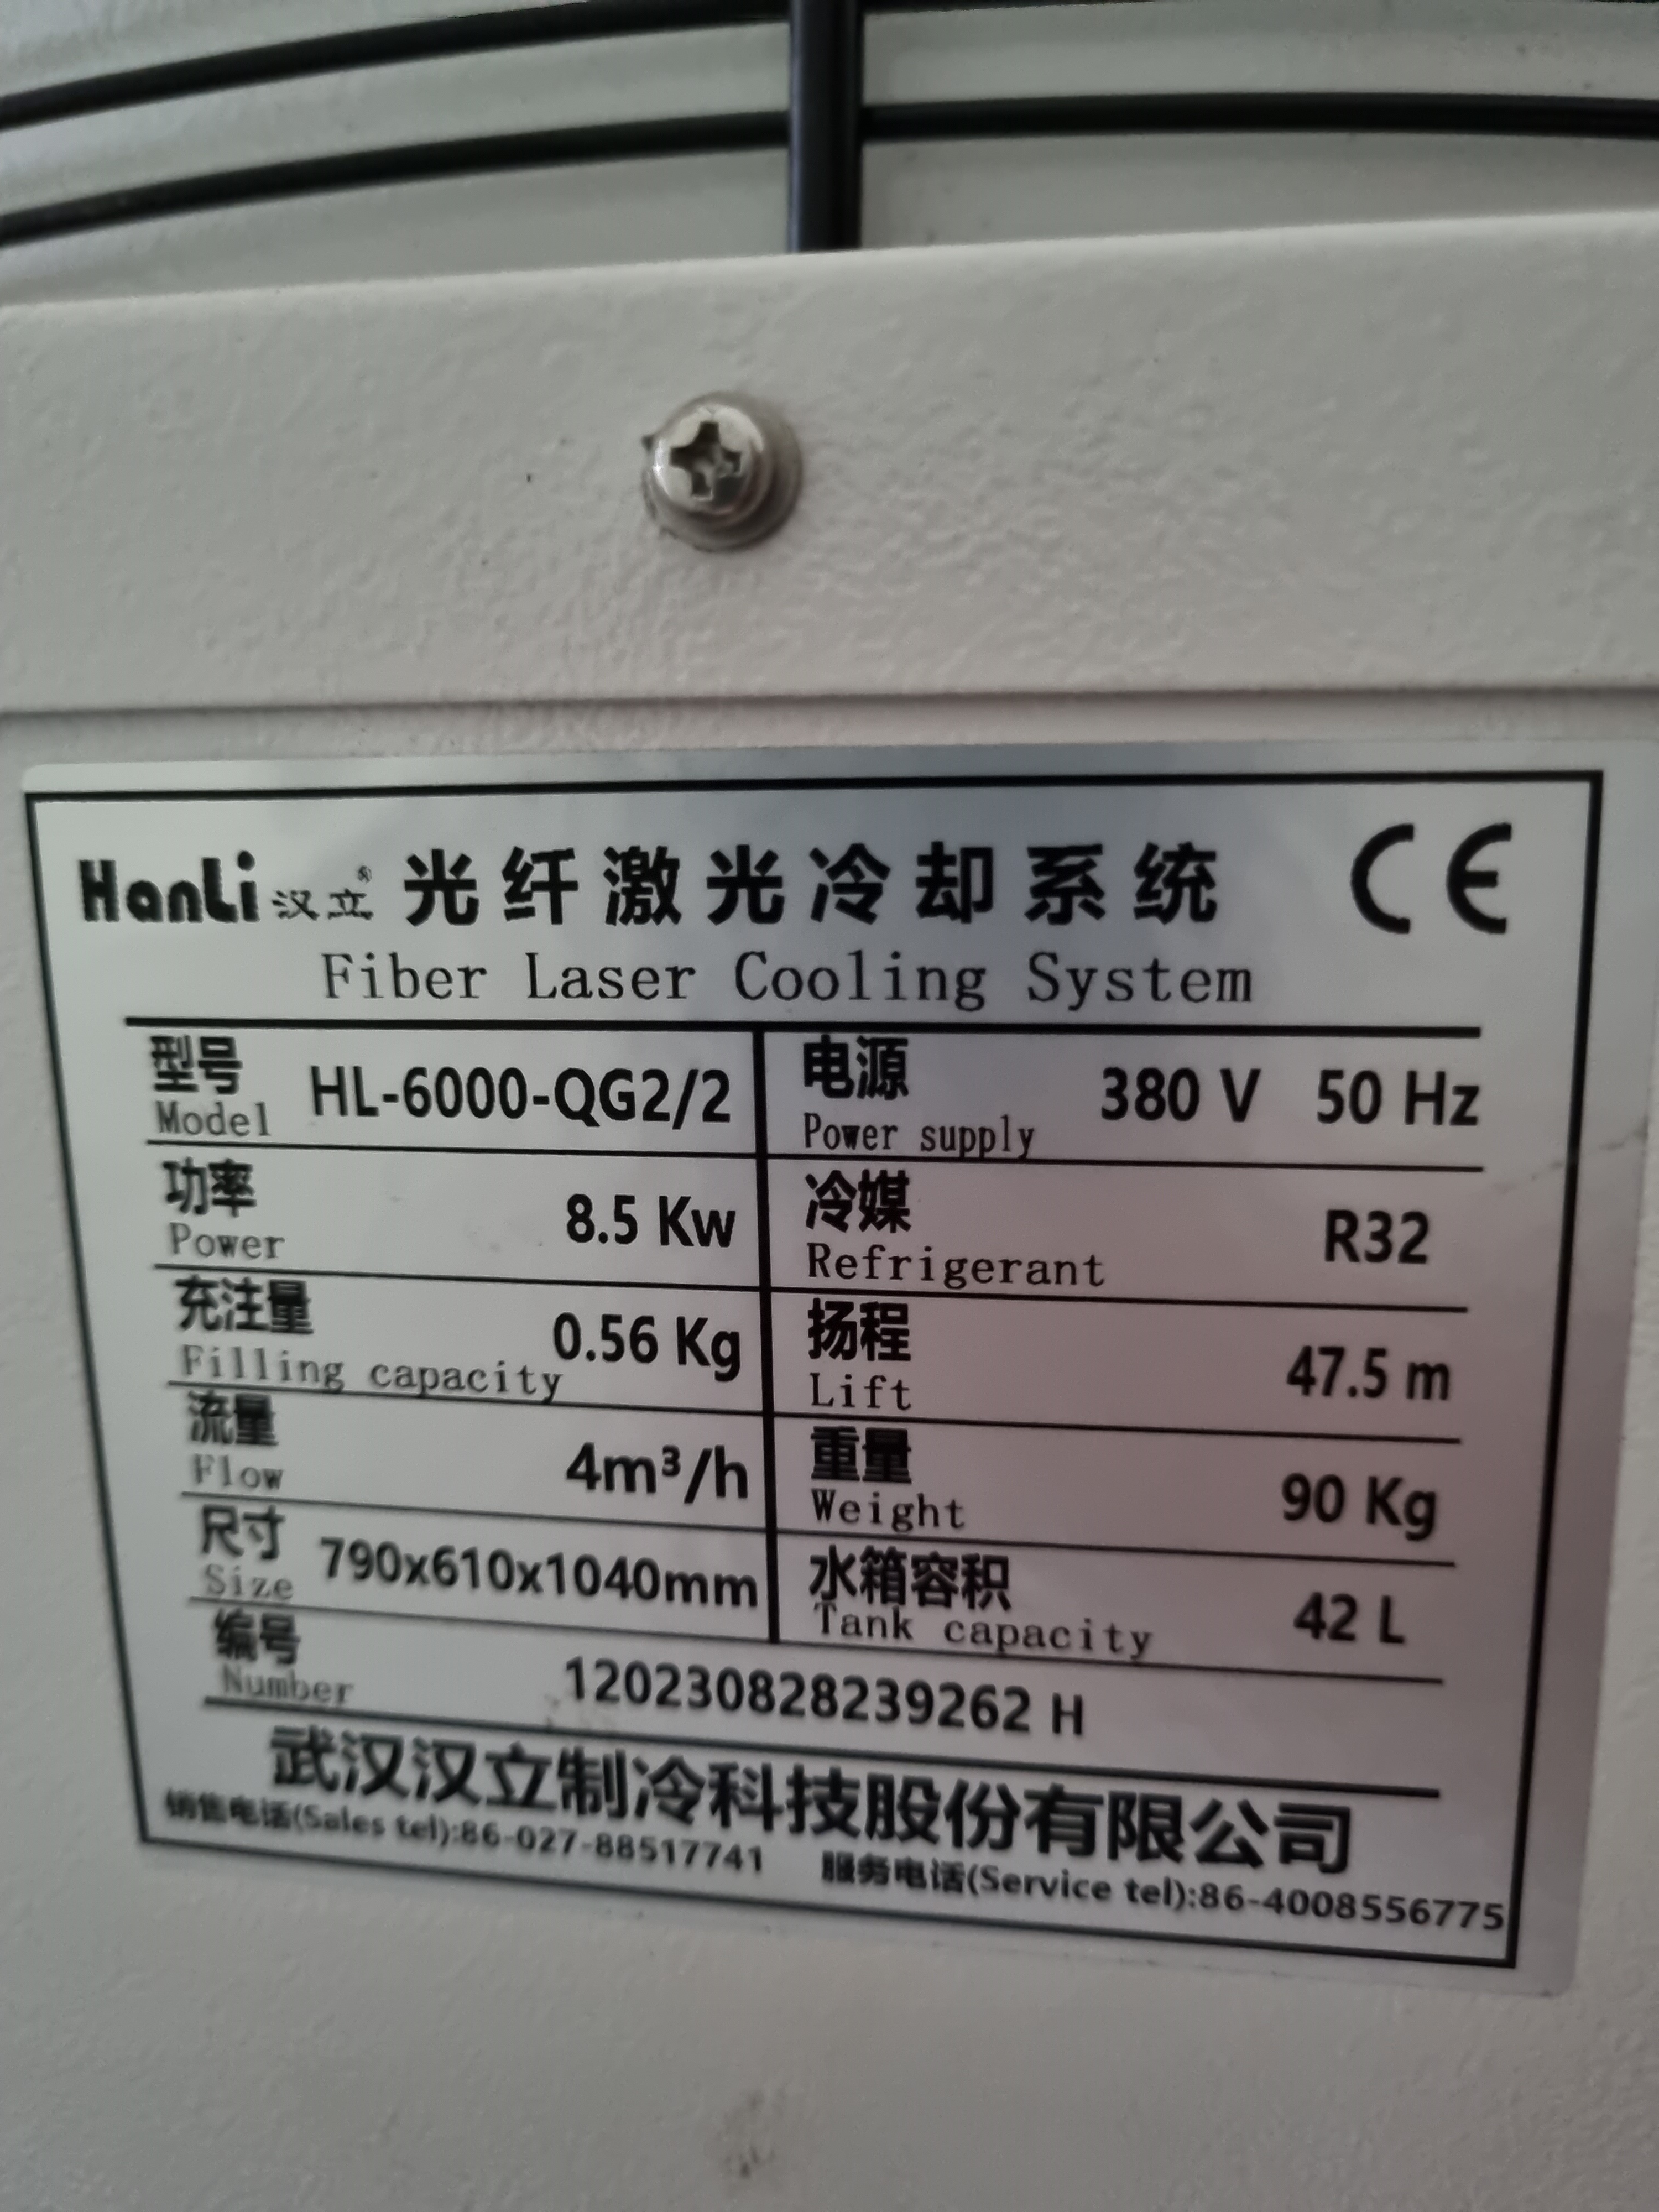 HanLi 汉立® 光纤激光冷却系统 CE
Fiber Laser Cooling System
型号 Model HL-6000-QG2/2 电源 Power supply 380 V 50 Hz
功率 Power 8.5 Kw 冷媒 Refrigerant R32
充注量 Filling capacity 0.56 Kg 扬程 Lift 47.5 m
流量 Flow 4m³/h 重量 Weight 90 Kg
尺寸 Size 790x610x1040mm 水箱容积 Tank capacity 42 L
编号 Number 120230828239262 H
武汉汉立制冷科技股份有限公司
销售电话(Sales tel):86-027-88517741 服务电话(Service tel):86-4008556775